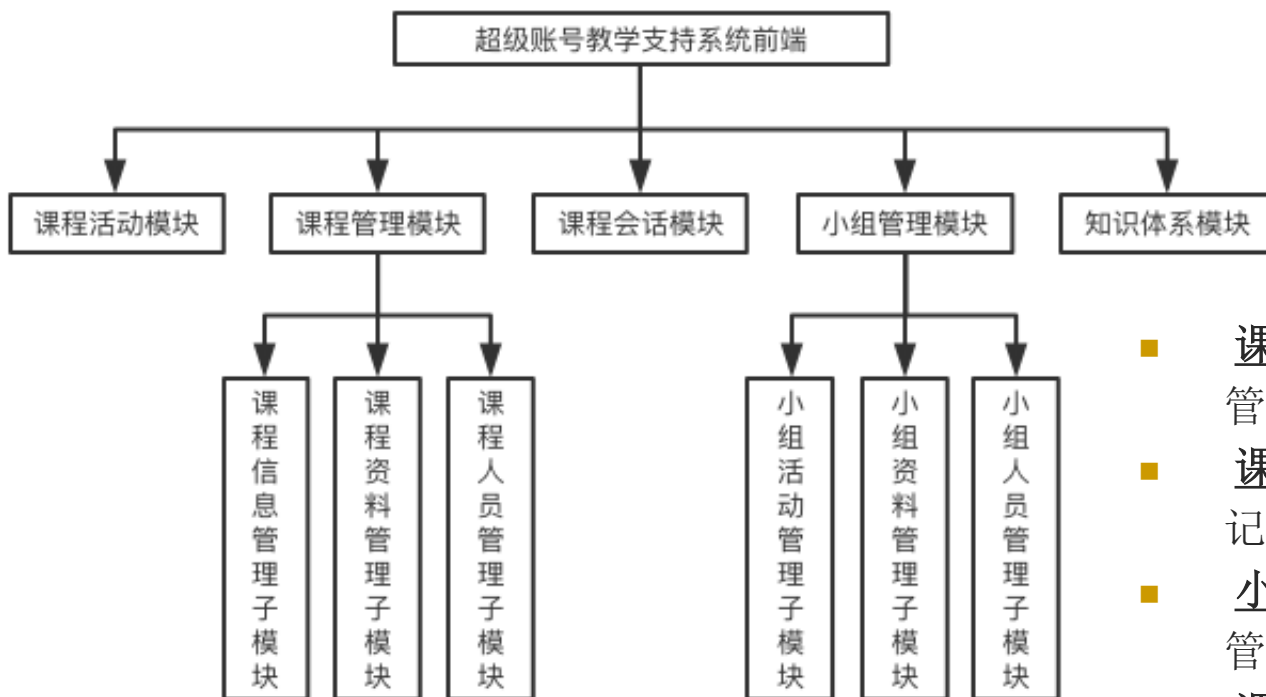 超级账号教学支持系统前端
课程活动模块
课程管理模块
课程会话模块
小组管理模块
知识体系模块
课程信息管理子模块
课程资料管理子模块
课程人员管理子模块
小组活动管理子模块
小组资料管理子模块
小组人员管理子模块
课
管
课
记
小
管